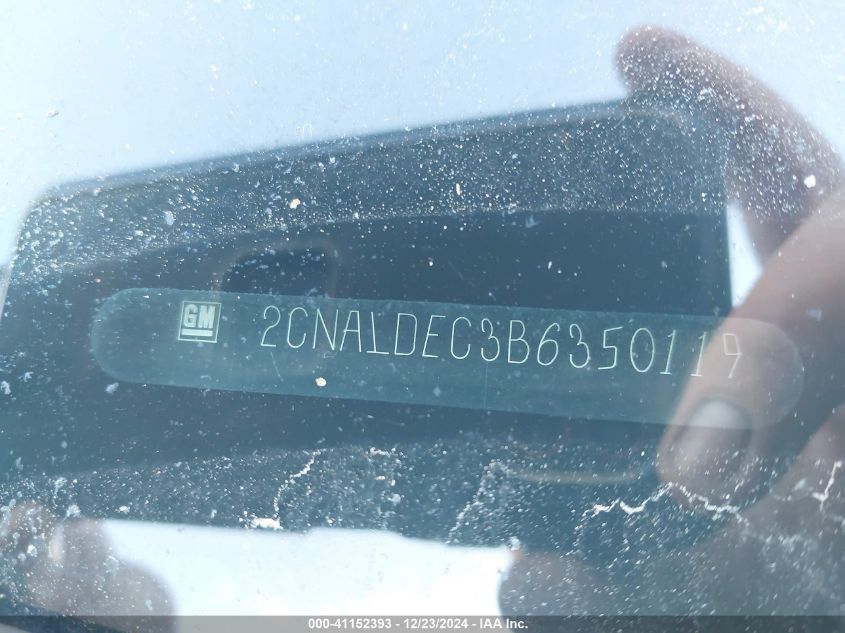 GM 2CNALDEC3B6350119
000-41152393 - 12/23/2024 - IAA Inc.